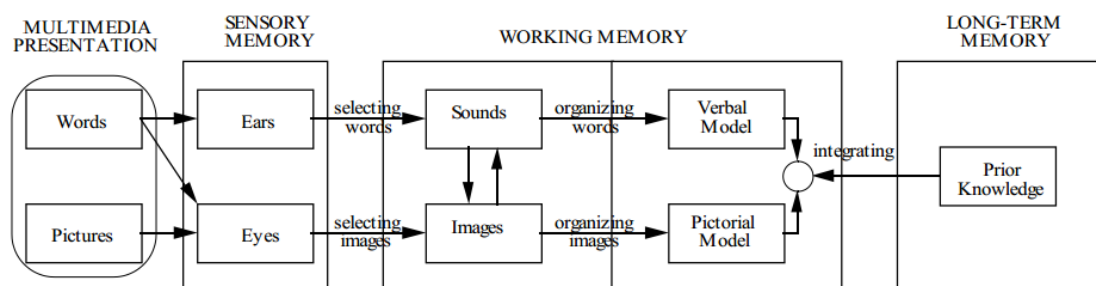 MULTIMEDIA
PRESENTATION
SENSORY
MEMORY
WORKING MEMORY
LONG-TERM
MEMORY
Words
Ears
selecting
words
Sounds
organizing
words
Verbal
Model
integrating
Prior
Knowledge
Pictures
Eyes
selecting
images
Images
organizing
images
Pictorial
Model